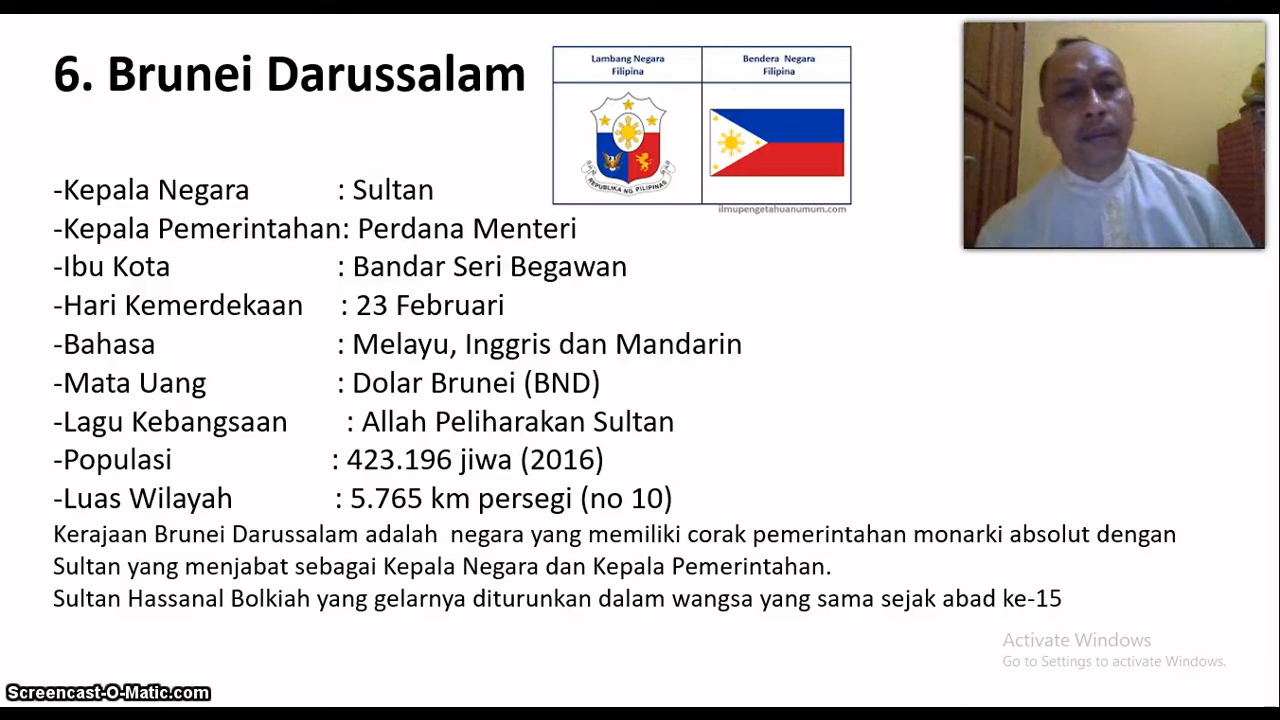 6. Brunei Darussalam
Lambang Negara
Filipina
Bendera Negara
Filipina
REPUBLIKA NG PILIPINAS
ilmupengetahuanumum.com
-Kepala Negara : Sultan
-Kepala Pemerintahan: Perdana Menteri
-Ibu Kota : Bandar Seri Begawan
-Hari Kemerdekaan : 23 Februari
-Bahasa : Melayu, Inggris dan Mandarin
-Mata Uang : Dolar Brunei (BND)
-Lagu Kebangsaan : Allah Peliharakan Sultan
-Populasi : 423.196 jiwa (2016)
-Luas Wilayah : 5.765 km persegi (no 10)
Kerajaan Brunei Darussalam adalah negara yang memiliki corak pemerintahan monarki absolut dengan
Sultan yang menjabat sebagai Kepala Negara dan Kepala Pemerintahan.
Sultan Hassanal Bolkiah yang gelarnya diturunkan dalam wangsa yang sama sejak abad ke-15
Activate Windows
Go to Settings to activate Windows.
Screencast-O-Matic.com